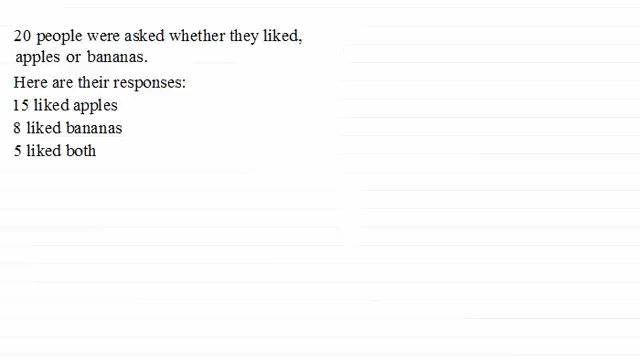 20 people were asked whether they liked,
apples or bananas.
Here are their responses:
15 liked apples
8 liked bananas
5 liked both